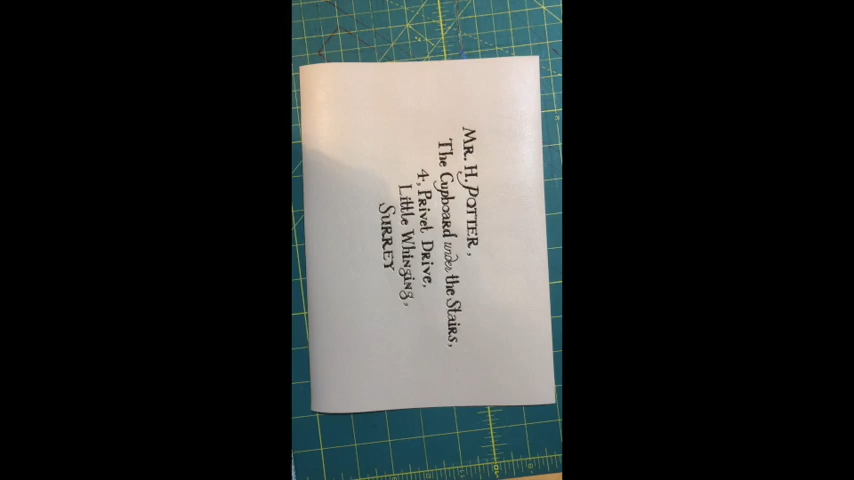 Mr. H. Potter,
The Cupboard under the Stairs,
4, Privet Drive,
Little Whinging,
SURREY